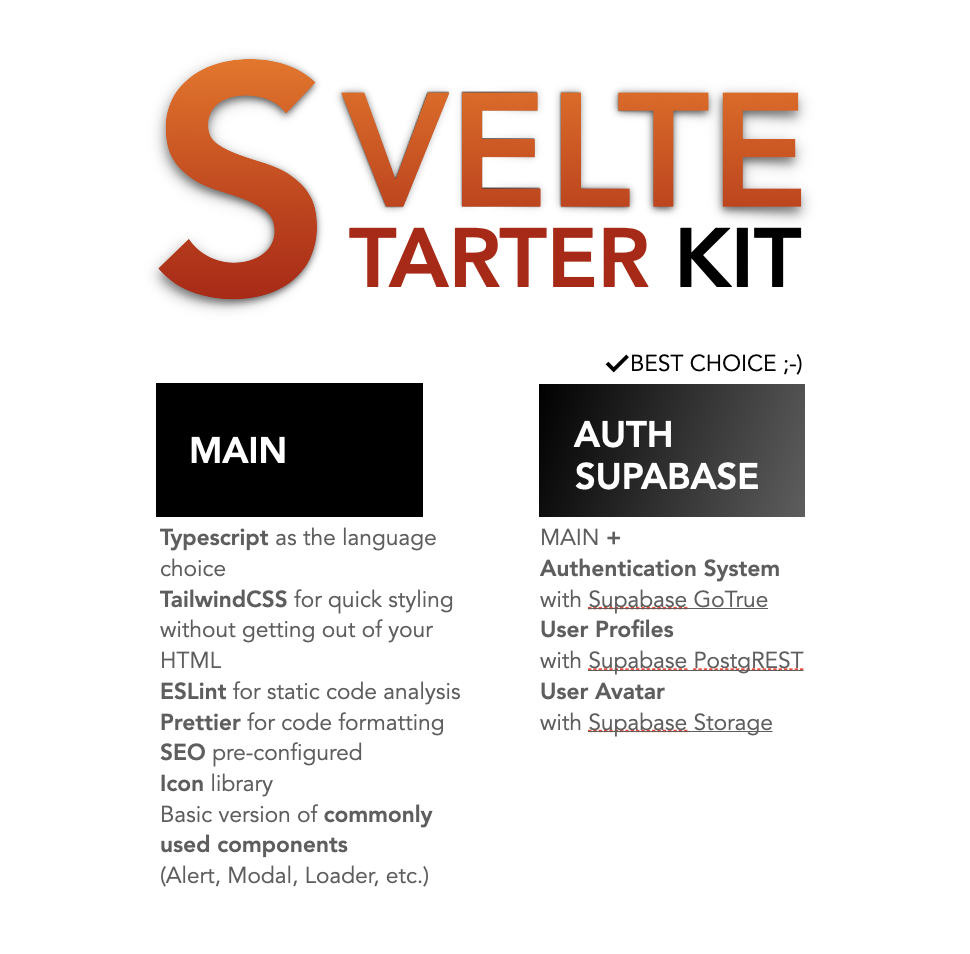 SVELTE
STARTER KIT
BEST CHOICE ;-)
MAIN
Typescript as the language
choice
TailwindCSS for quick styling
without getting out of your
HTML
ESLint for static code analysis
Prettier for code formatting
SEO pre-configured
Icon library
Basic version of commonly
used components
(Alert, Modal, Loader, etc.)
AUTH
SUPABASE
MAIN +
Authentication System
with Supabase GoTrue
User Profiles
with Supabase PostgREST
User Avatar
with Supabase Storage